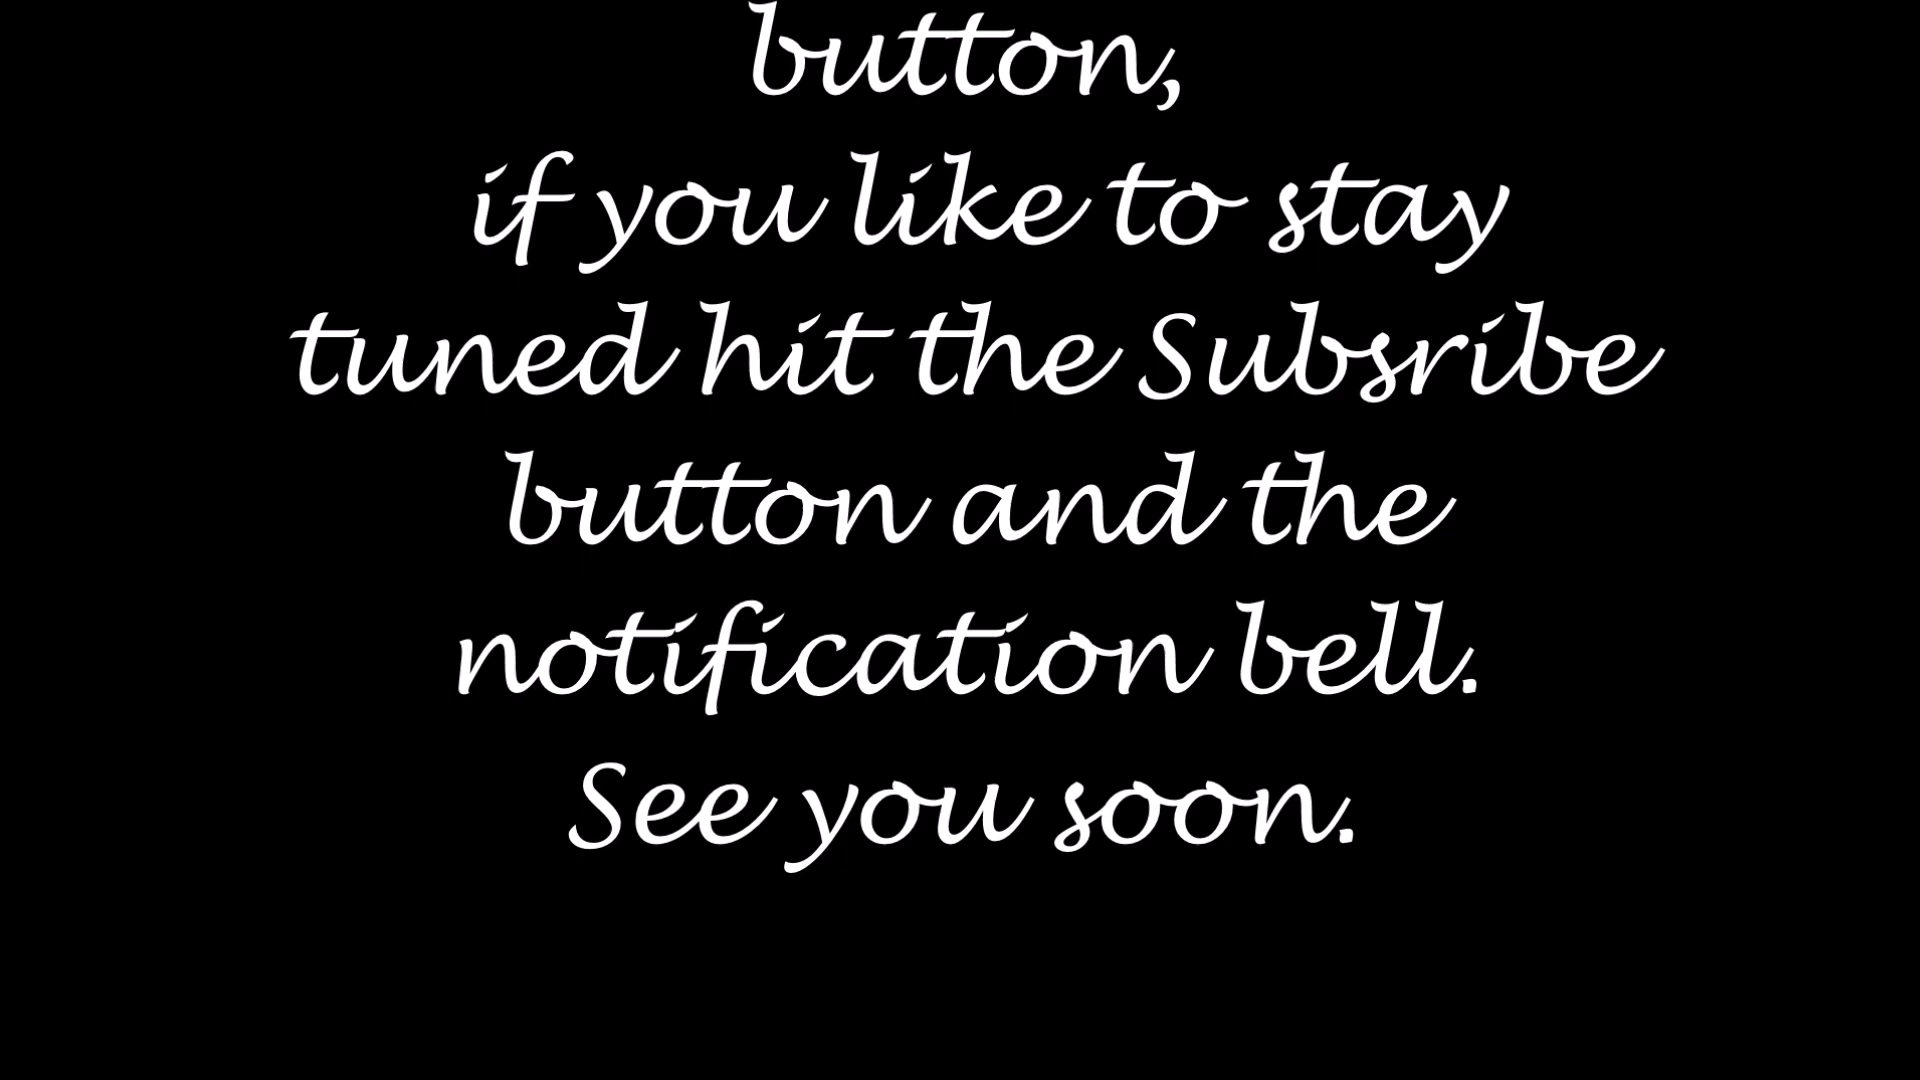 button,
if you like to stay
tuned hit the Subsribe
button and the
notification bell.
See you soon.